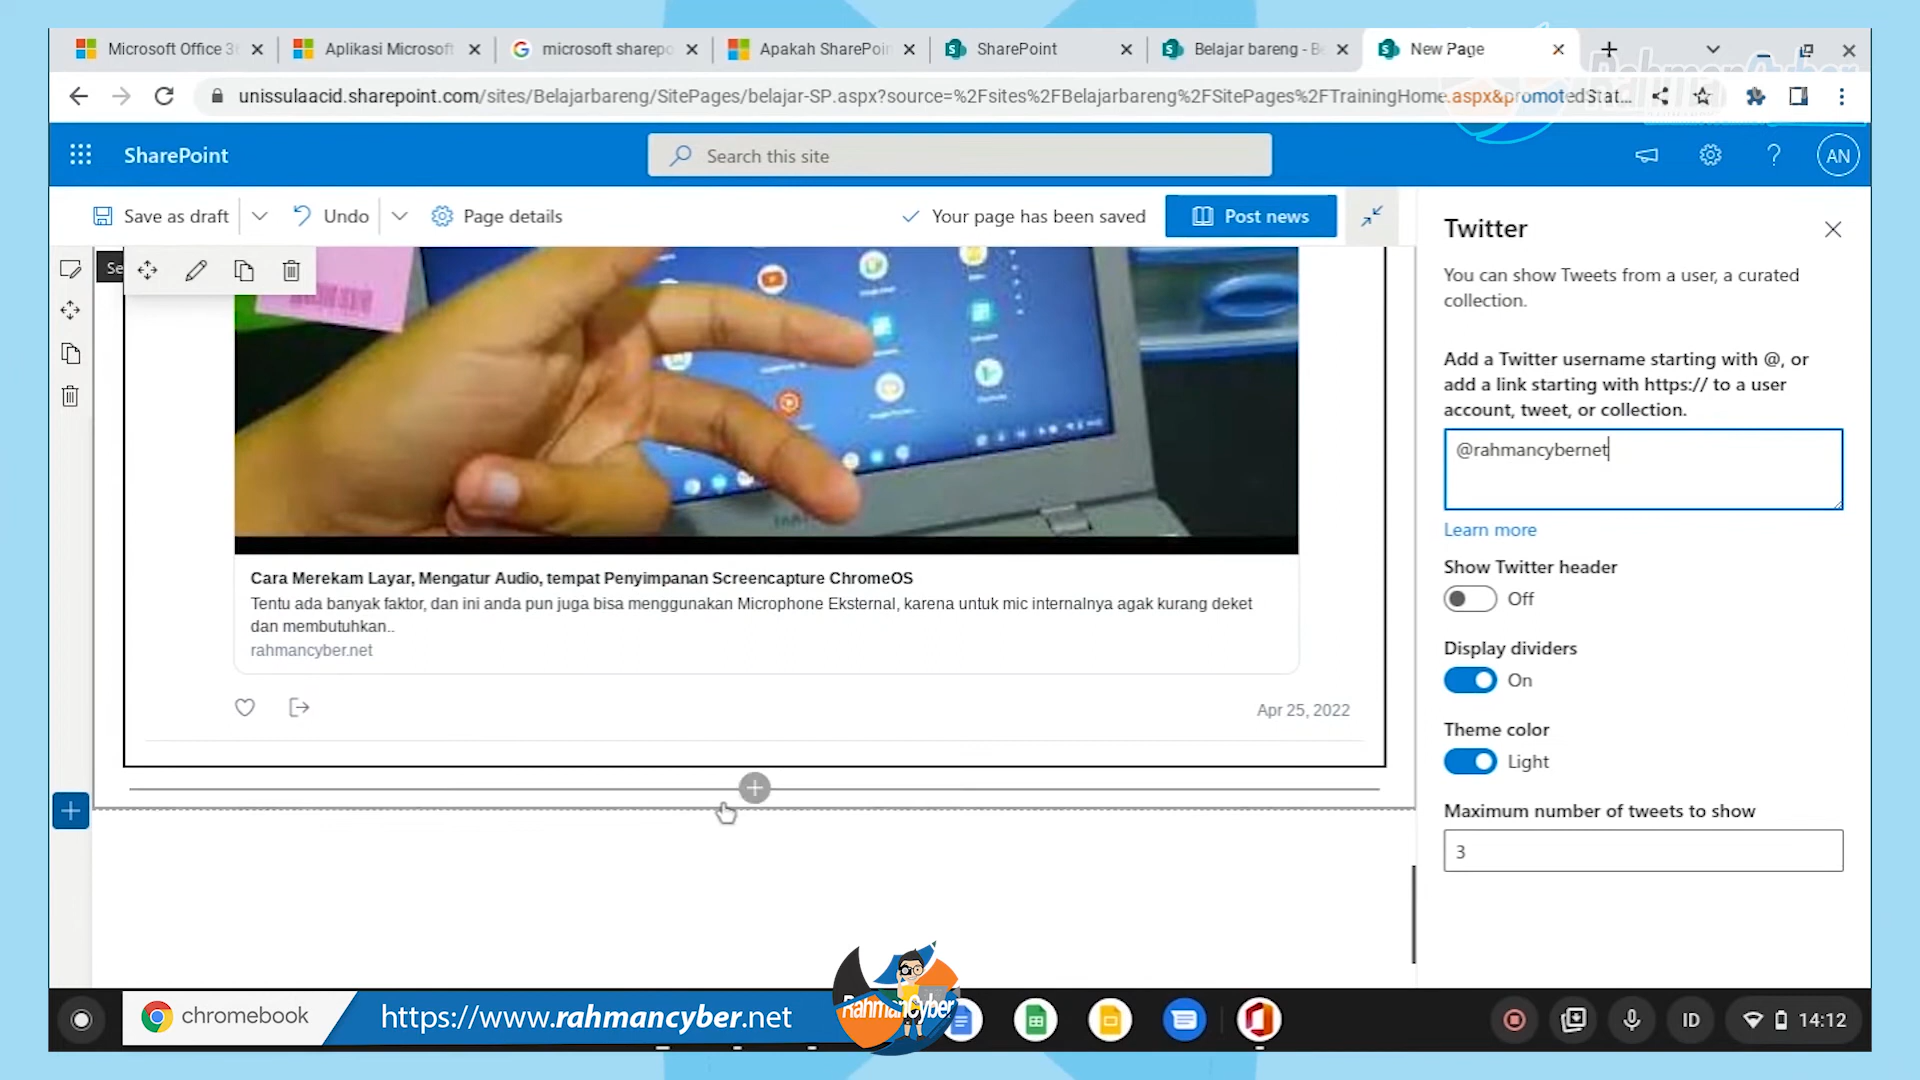 Microsoft Office 36
Aplikasi Microsoft
microsoft sharepo
Apakah SharePoin
SharePoint
Belajar bareng - Be
New Page
RahmanCyber
unissulaacid.sharepoint.com/sites/Belajarbareng/SitePages/belajar-SP.aspx?source=%2Fsites%2FBelajarbareng%2FSitePages%2FTrainingHome.aspx&promotedStat...
SharePoint
Search this site
AN
Save as draft
Undo
Page details
Your page has been saved
Post news
Se
Twitter
You can show Tweets from a user, a curated
collection.
Add a Twitter username starting with @, or
add a link starting with https:// to a user
account, tweet, or collection.
@rahmancybernet
Learn more
Show Twitter header
Off
Display dividers
On
Theme color
Light
Maximum number of tweets to show
3
Cara Merekam Layar, Mengatur Audio, tempat Penyimpanan Screencapture ChromeOS
Tentu ada banyak faktor, dan ini anda pun juga bisa menggunakan Microphone Eksternal, karena untuk mic internalnya agak kurang deket
dan membutuhkan..
rahmancyber.net
Apr 25, 2022
chromebook
https://www.rahmancyber.net
RahmanCyber
ID
14:12